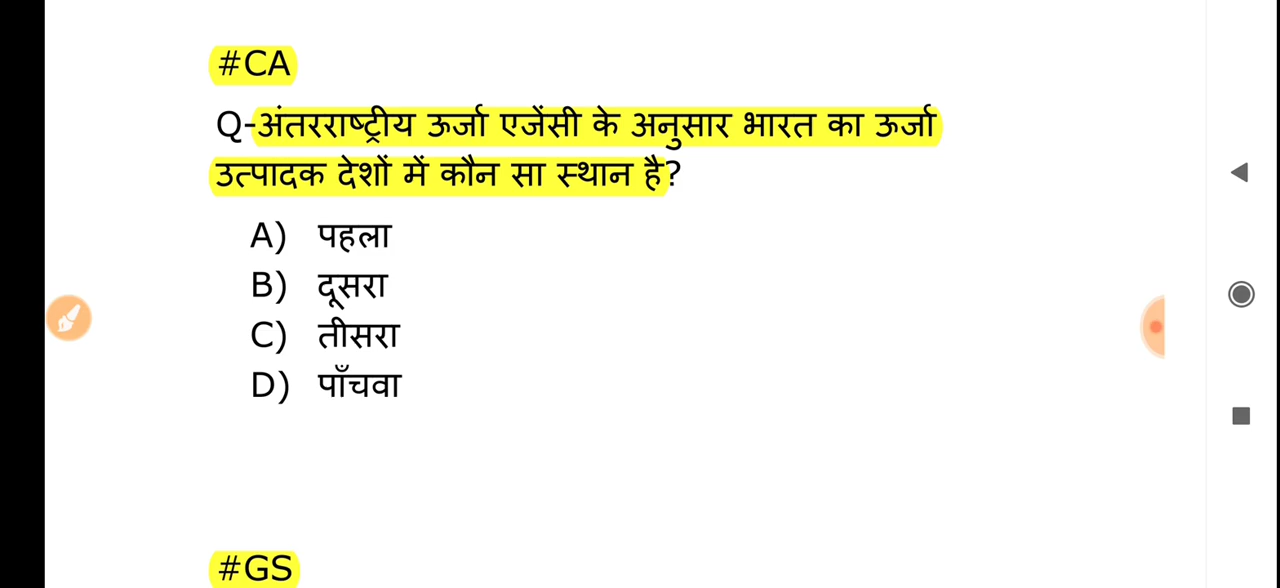 #CA
Q-अंतरराष्ट्रीय ऊर्जा एजेंसी के अनुसार भारत का ऊर्जा
उत्पादक देशों में कौन सा स्थान है?
A) पहला
B) दूसरा
C) तीसरा
D) पाँचवा
#GS